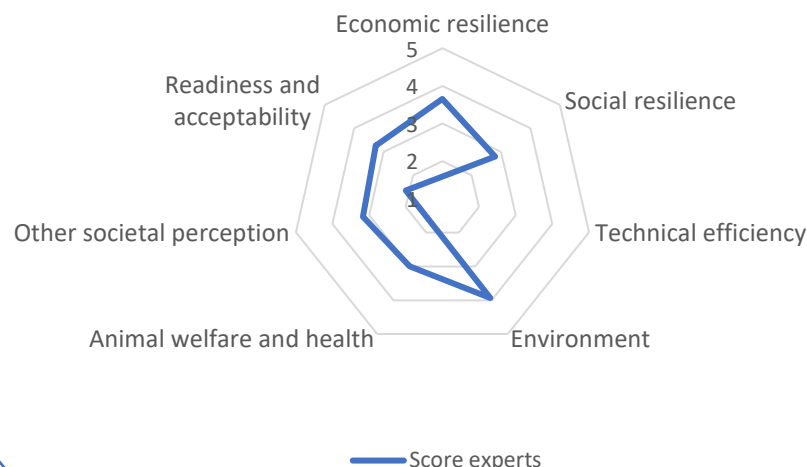 Economic resilience
5
Readiness and
acceptability
4
Social resilience
3
2
1
Other societal perception
Technical efficiency
Animal welfare and health
Environment
Score experts